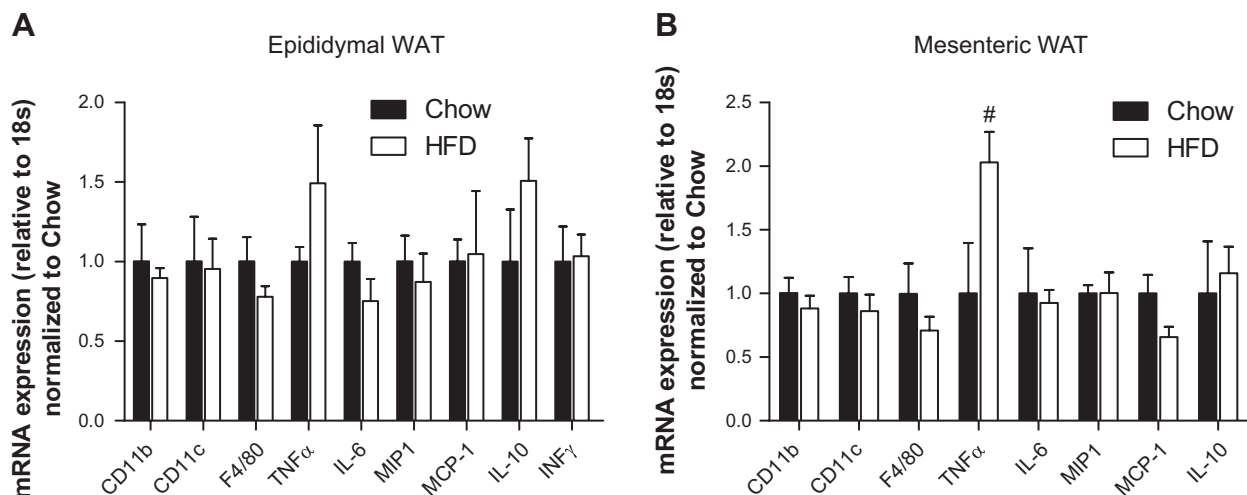 A
Epididymal WAT
mRNA expression (relative to 18s)
normalized to Chow
2.0
1.5
1.0
0.5
0.0
Chow
HFD
CD11b
CD11c
F4/80
TNFα
IL-6
MIP1
MCP-1
IL-10
INFγ
B
Mesenteric WAT
mRNA expression (relative to 18s)
normalized to Chow
2.5
2.0
1.5
1.0
0.5
0.0
#
Chow
HFD
CD11b
CD11c
F4/80
TNFα
IL-6
MIP1
MCP-1
IL-10